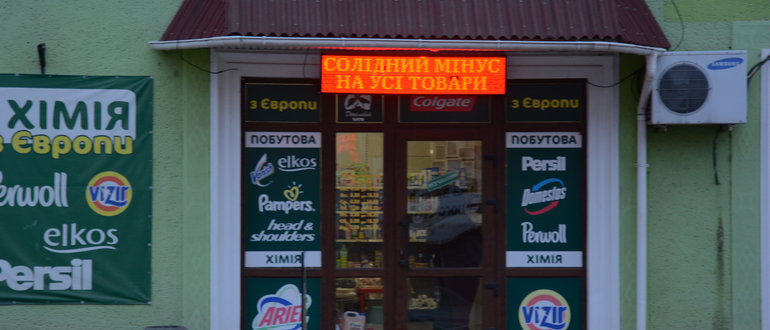 СОЛІДНИЙ МІНУС
НА УСІ ТОВАРИ
SAMSUNG
ХІМІЯ
з Європи
Perwoll
VIZIR
elkos
Persil
з Європи
Colgate
з Європи
ПОБУТОВА
elkos
Pampers
head &
shoulders
ХІМІЯ
ARIEL
ПОБУТОВА
Persil
Domestos
Perwoll
ХІМІЯ
VIZIR